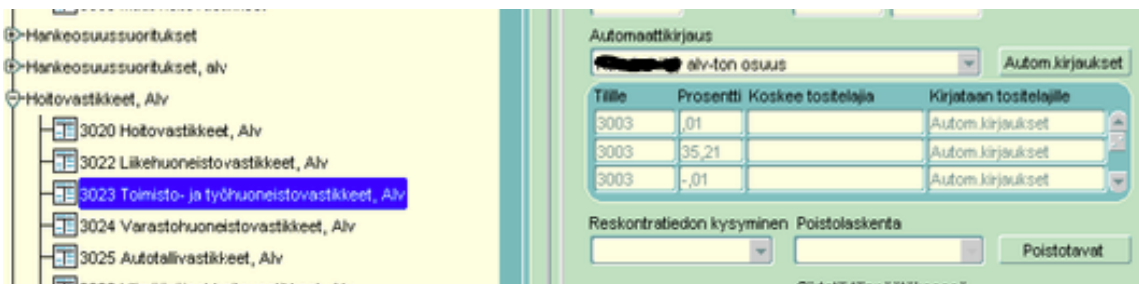 Hankeosuussuoritukset
Hankeosuussuoritukset, alv
Hoitovastikkeet, Alv
3020 Hoitovastikkeet, Alv
3022 Liikehuoneistovastikkeet, Alv
3023 Toimisto- ja työhuoneistovastikkeet, Alv
3024 Varastohuoneistovastikkeet, Alv
3025 Autotallivastikkeet, Alv
Automaattikirjaus
alv-ton osuus Autom.kirjaukset
Tilille Prosentti Koskee tositelajia Kirjataan tositelajille
3003 ,01 Autom.kirjaukset
3003 35,21 Autom.kirjaukset
3003 -,01 Autom.kirjaukset
Reskontratiedon kysyminen Poistolaskenta
Poistotavat